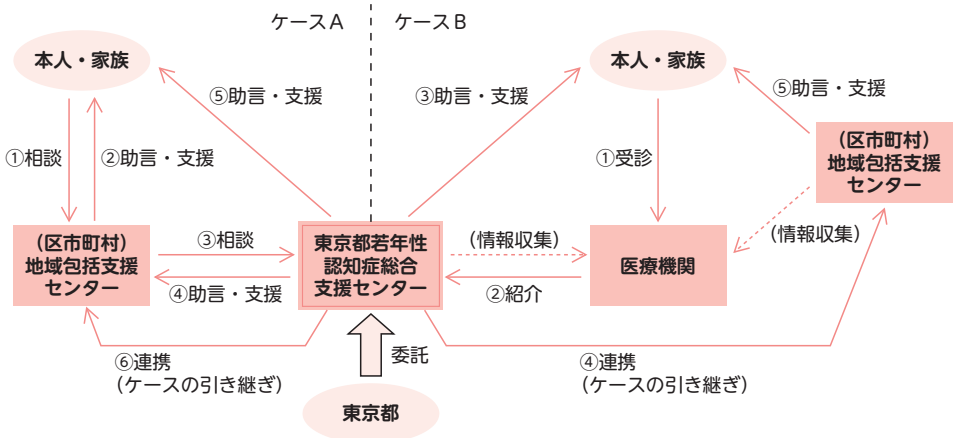 ケースA
ケースB
本人・家族
本人・家族
⑤助言・支援
③助言・支援
⑤助言・支援
①相談
②助言・支援
①受診
(区市町村)
地域包括支援
センター
(区市町村)
地域包括支援
センター
③相談
④助言・支援
東京都若年性
認知症総合
支援センター
(情報収集)
②紹介
医療機関
(情報収集)
⑥連携
(ケースの引き継ぎ)
委託
④連携
(ケースの引き継ぎ)
東京都